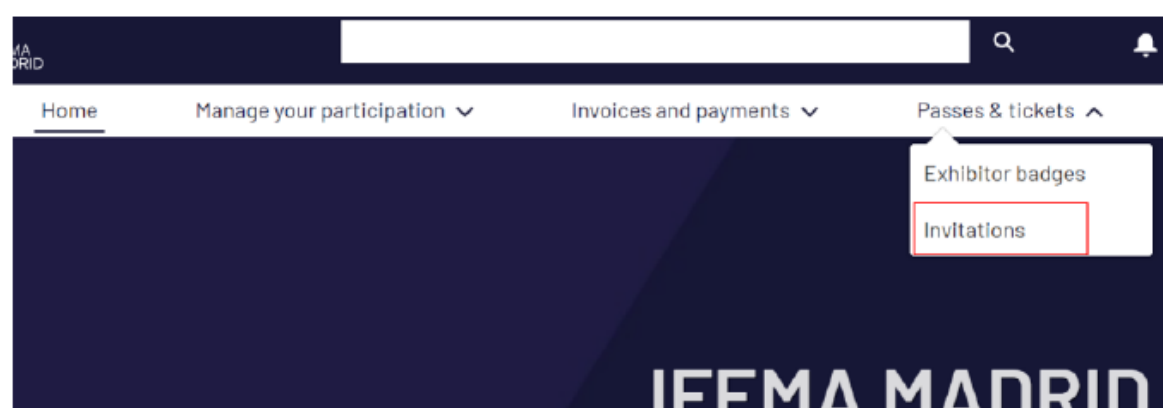 MA
DRID
Home Manage your participation Invoices and payments Passes & tickets
Exhibitor badges
Invitations
IFEMA MADRID